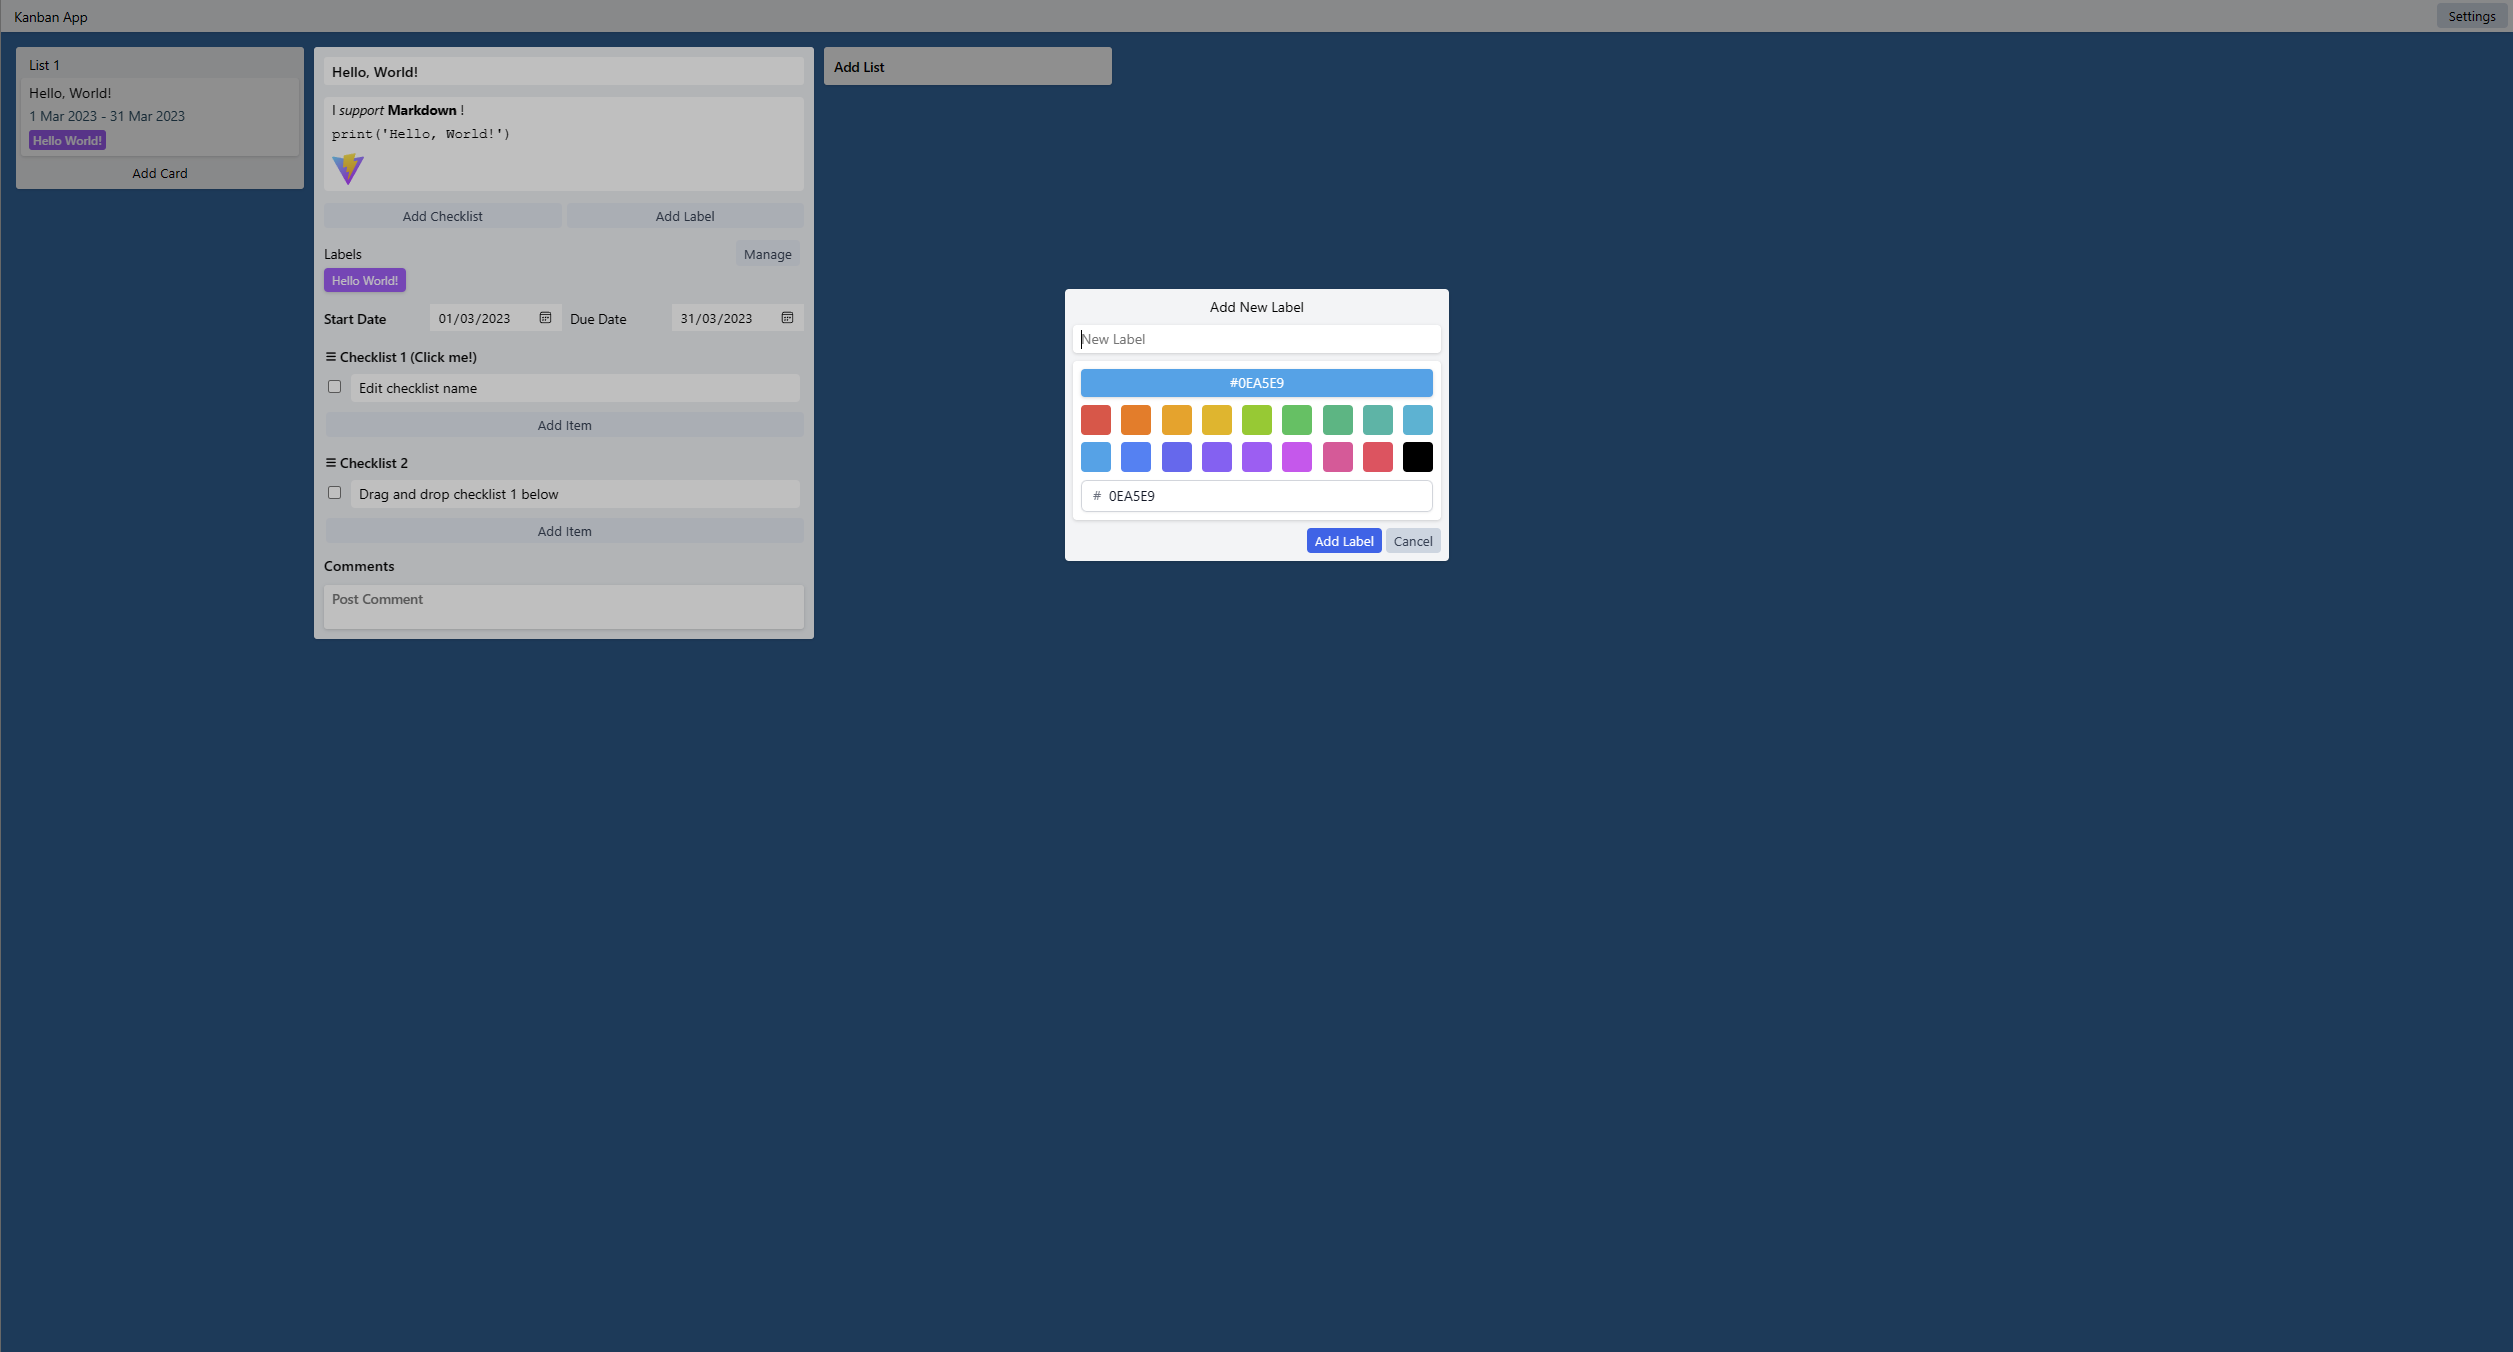 Kanban App
Settings
List 1
Hello, World!
1 Mar 2023 - 31 Mar 2023
Hello World!
Add Card
Hello, World!
I support Markdown !
print('Hello, World!')
Add Checklist
Add Label
Labels
Manage
Hello World!
Start Date
01/03/2023
Due Date
31/03/2023
Checklist 1 (Click me!)
Edit checklist name
Add Item
Checklist 2
Drag and drop checklist 1 below
Add Item
Comments
Post Comment
Add List
Add New Label
New Label
#0EA5E9
# 0EA5E9
Add Label
Cancel